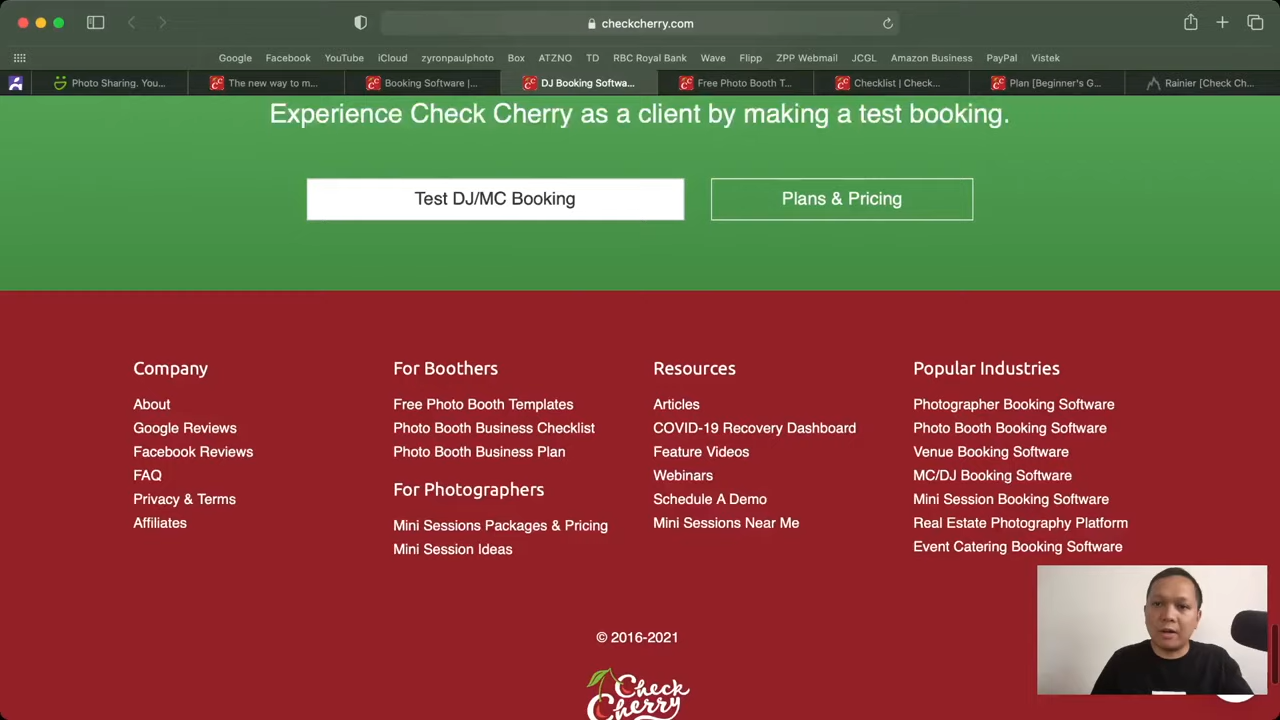 checkcherry.com
Google Facebook YouTube iCloud zyronpaulphoto Box ATZNO TD RBC Royal Bank Wave Flipp ZPP Webmail JCGL Amazon Business PayPal Vistek
Photo Sharing. You... The new way to m... Booking Software |... DJ Booking Softwa... Free Photo Booth T... Checklist | Check... Plan [Beginner's G... Rainier [Check Ch...
Experience Check Cherry as a client by making a test booking.
Test DJ/MC Booking
Plans & Pricing
Company
About
Google Reviews
Facebook Reviews
FAQ
Privacy & Terms
Affiliates
For Boothers
Free Photo Booth Templates
Photo Booth Business Checklist
Photo Booth Business Plan
For Photographers
Mini Sessions Packages & Pricing
Mini Session Ideas
Resources
Articles
COVID-19 Recovery Dashboard
Feature Videos
Webinars
Schedule A Demo
Mini Sessions Near Me
Popular Industries
Photographer Booking Software
Photo Booth Booking Software
Venue Booking Software
MC/DJ Booking Software
Mini Session Booking Software
Real Estate Photography Platform
Event Catering Booking Software
© 2016-2021
Check
Cherry